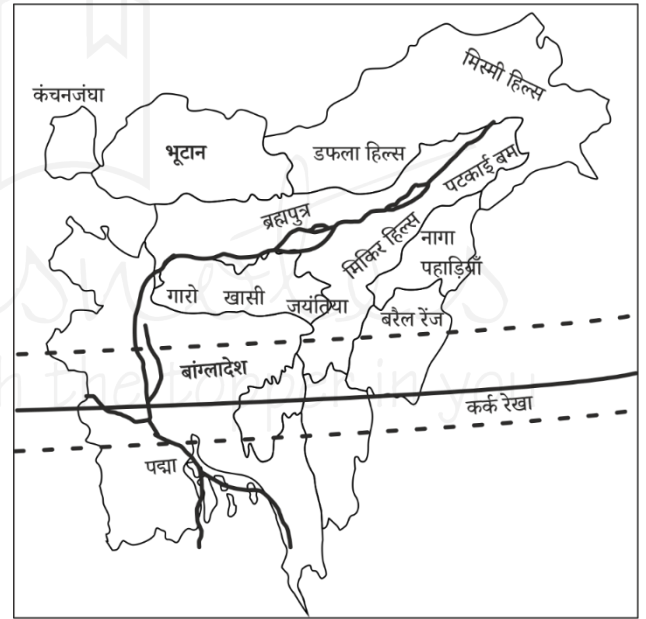 मिस्मी हिल्स
कंचनजंघा
भूटान
डफला हिल्स
पटकाई बम
ब्रह्मपुत्र
मिकिर हिल्स
नागा
पहाड़ियाँ
गारो खासी जयंतिया
बरैल रेंज
बांग्लादेश
कर्क रेखा
पद्मा